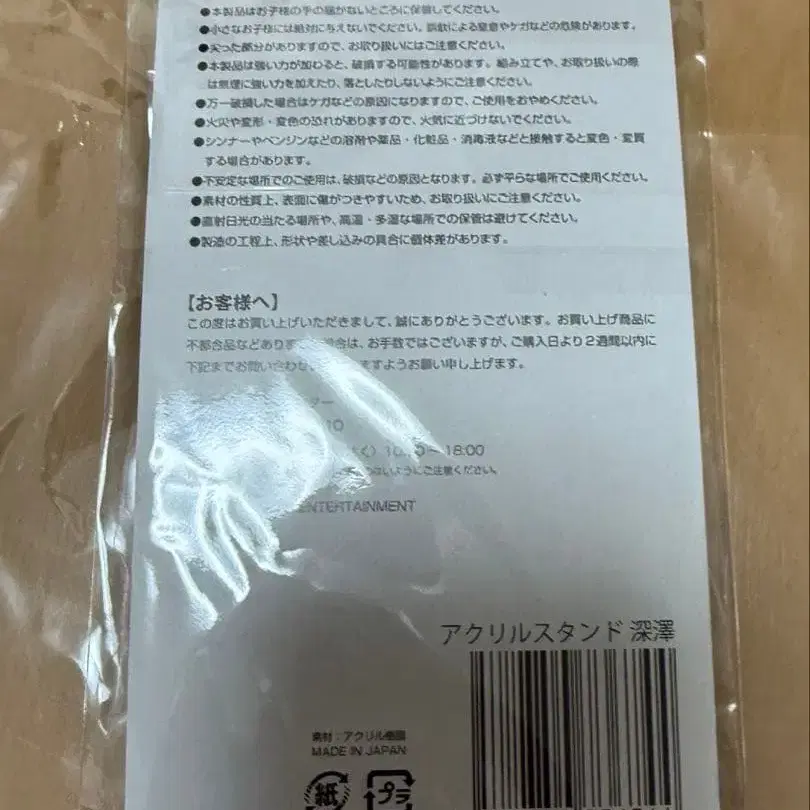 ●本製品はお子様の手の届かないところに保管してください。
●小さなお子様には絶対に与えないでください。誤飲による窒息やケガなどの危険があります。
●尖った部分がありますので、お取り扱いにはご注意ください。
●本製品は強い力が加わると、破損する可能性があります。組み立てや、お取り扱いの際
は無理に強い力を加えたり、落としたりしないようにご注意ください。
●万一破損した場合はケガなどの原因になりますので、ご使用をおやめください。
●火災や変形・変色の恐れがありますので、火気に近づけないでください。
●シンナーやベンジンなどの溶剤や薬品・化粧品・消毒液などと接触すると変色・変質
する場合があります。
●不安定な場所でのご使用は、破損などの原因となります。必ず平らな場所でご使用ください。
●素材の性質上、表面に傷がつきやすいため、お取り扱いにご注意ください。
●直射日光の当たる場所や、高温・多湿な場所での保管は避けてください。
●製造の工程上、形状や差し込みの具合に個体差があります。
【お客様へ】
この度はお買い上げいただきまして、誠にありがとうございます。お買い上げ商品に
不都合品などありま 場合は、お手数ではございますが、ご購入日より2週間以内に
下記までお問い合わせ ますようお願い申し上げます。
ター
10
18:00
いようにご注意ください。
ENTERTAINMENT
アクリルスタンド 深澤
素材：アクリル樹脂
MADE IN JAPAN
紙
プラ